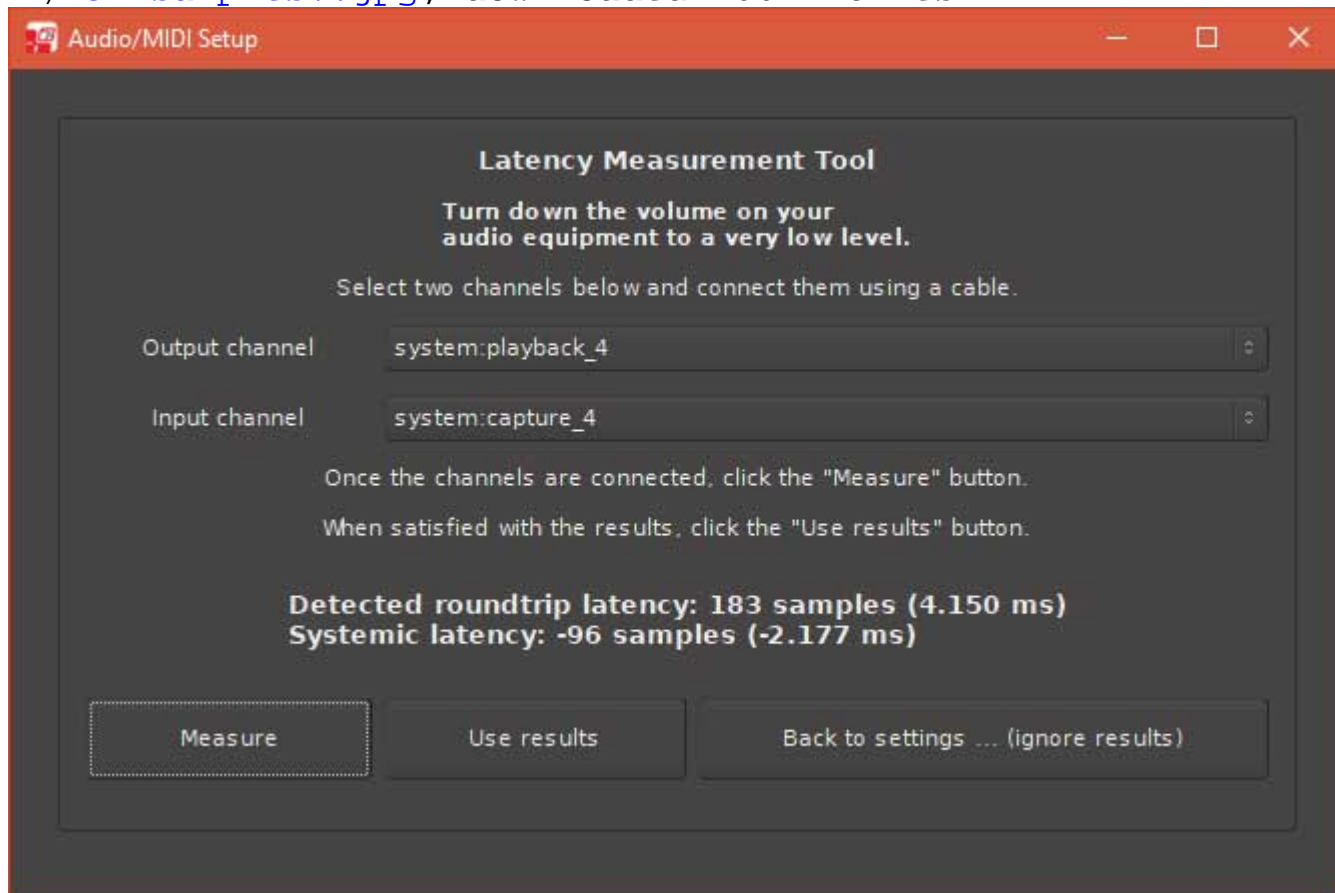 Audio/MIDI Setup
Latency Measurement Tool
Turn down the volume on your
audio equipment to a very low level.
Select two channels below and connect them using a cable.
Output channel system:playback_4
Input channel system:capture_4
Once the channels are connected, click the "Measure" button.
When satisfied with the results, click the "Use results" button.
Detected roundtrip latency: 183 samples (4.150 ms)
Systemic latency: -96 samples (-2.177 ms)
Measure Use results Back to settings ... (ignore results)